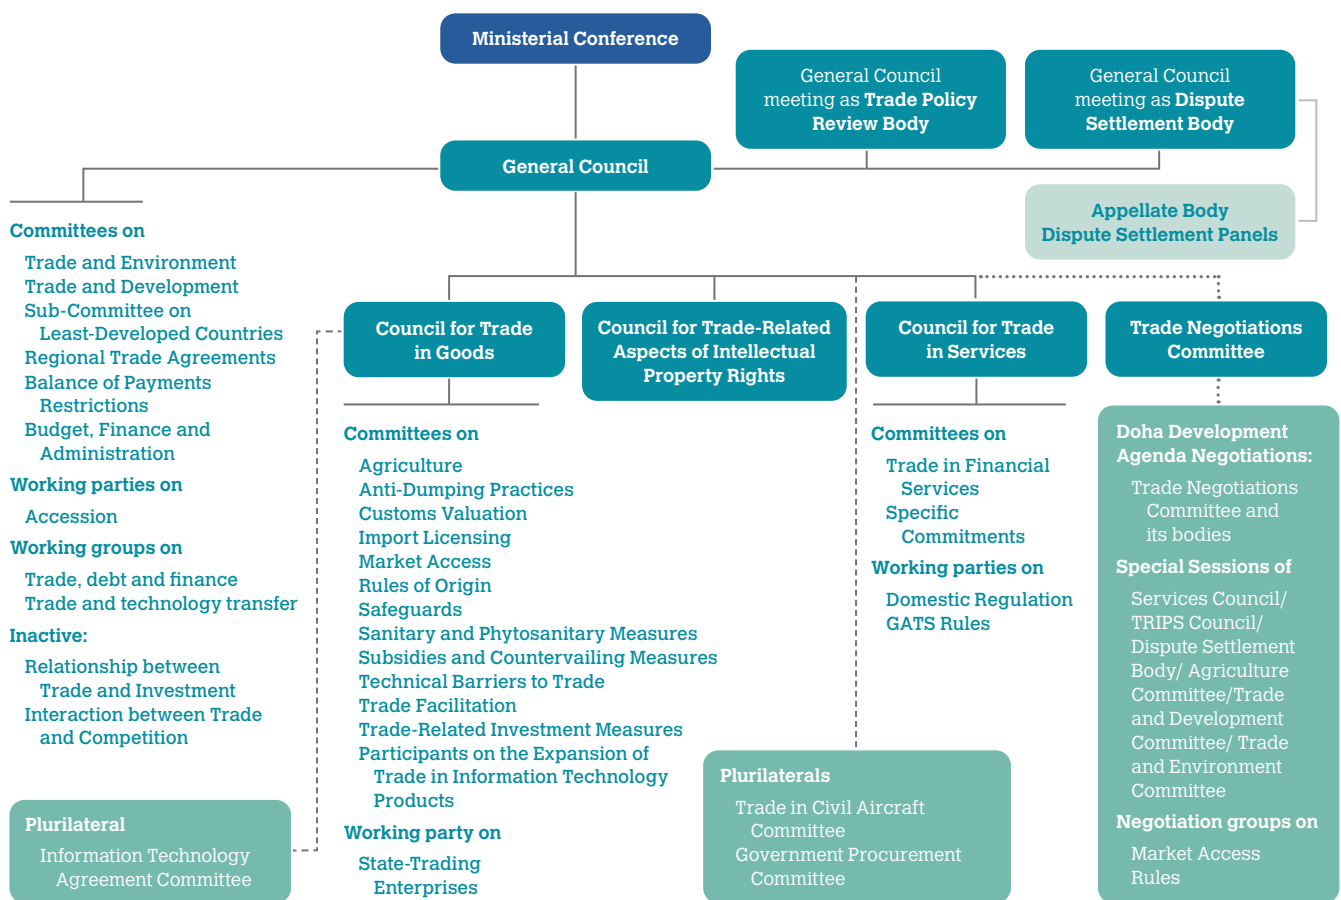 Ministerial Conference
General Council
meeting as Trade Policy
Review Body
General Council
meeting as Dispute
Settlement Body
General Council
Appellate Body
Dispute Settlement Panels
Committees on
Trade and Environment
Trade and Development
Sub-Committee on
Least-Developed Countries
Regional Trade Agreements
Balance of Payments
Restrictions
Budget, Finance and
Administration
Working parties on
Accession
Working groups on
Trade, debt and finance
Trade and technology transfer
Inactive:
Relationship between
Trade and Investment
Interaction between Trade
and Competition
Plurilateral
Information Technology
Agreement Committee
Council for Trade
in Goods
Committees on
Agriculture
Anti-Dumping Practices
Customs Valuation
Import Licensing
Market Access
Rules of Origin
Safeguards
Sanitary and Phytosanitary Measures
Subsidies and Countervailing Measures
Technical Barriers to Trade
Trade Facilitation
Trade-Related Investment Measures
Participants on the Expansion of
Trade in Information Technology
Products
Working party on
State-Trading
Enterprises
Council for Trade-Related
Aspects of Intellectual
Property Rights
Council for Trade
in Services
Committees on
Trade in Financial
Services
Specific
Commitments
Working parties on
Domestic Regulation
GATS Rules
Plurilaterals
Trade in Civil Aircraft
Committee
Government Procurement
Committee
Trade Negotiations
Committee
Doha Development
Agenda Negotiations:
Trade Negotiations
Committee and
its bodies
Special Sessions of
Services Council/
TRIPS Council/
Dispute Settlement
Body/ Agriculture
Committee/Trade
and Development
Committee/ Trade
and Environment
Committee
Negotiation groups on
Market Access
Rules